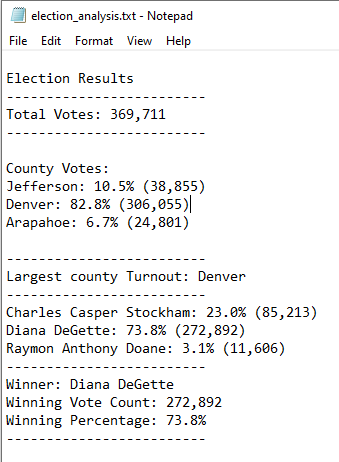 election_analysis.txt - Notepad
File Edit Format View Help
Election Results
-------------------------
Total Votes: 369,711
-------------------------
County Votes:
Jefferson: 10.5% (38,855)
Denver: 82.8% (306,055)
Arapahoe: 6.7% (24,801)
-------------------------
Largest county Turnout: Denver
-------------------------
Charles Casper Stockham: 23.0% (85,213)
Diana DeGette: 73.8% (272,892)
Raymon Anthony Doane: 3.1% (11,606)
-------------------------
Winner: Diana DeGette
Winning Vote Count: 272,892
Winning Percentage: 73.8%
-------------------------